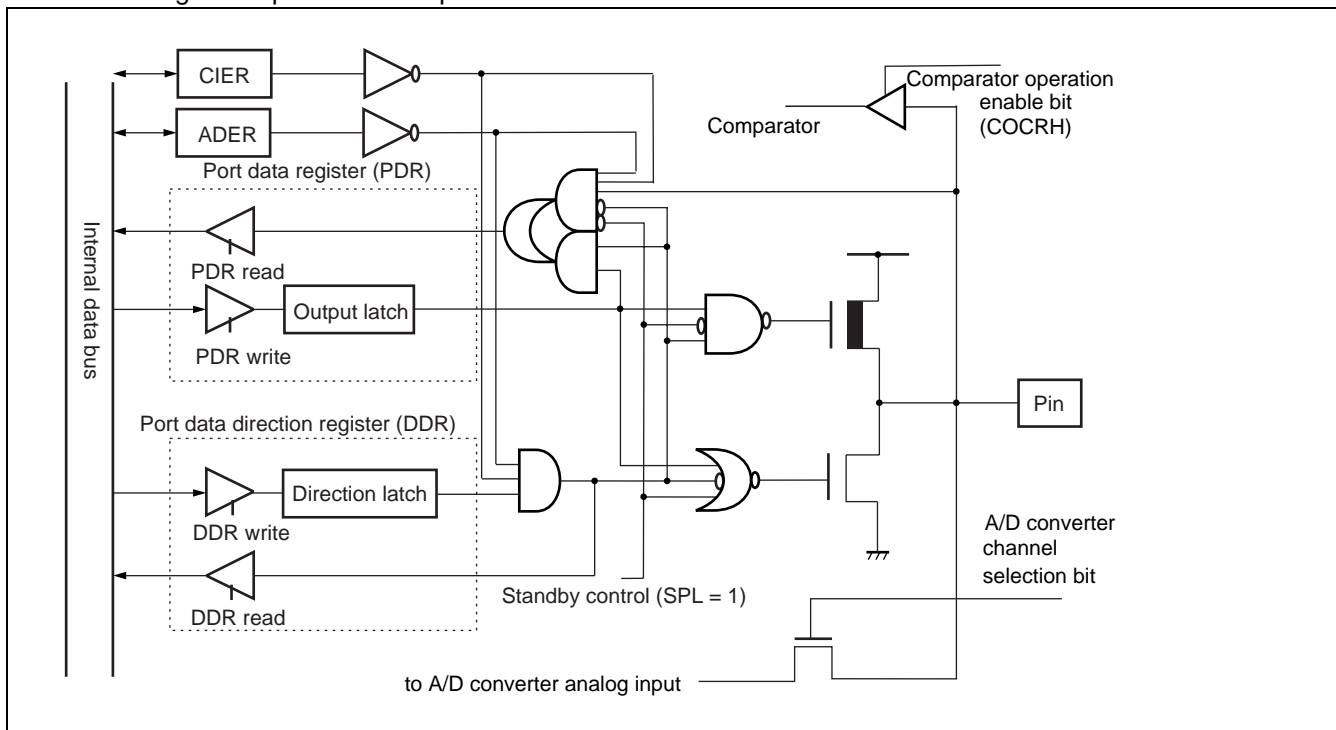 CIER
ADER
Port data register (PDR)
PDR read
PDR write
Output latch
Internal data bus
Port data direction register (DDR)
Direction latch
DDR write
DDR read
Standby control (SPL = 1)
Comparator
Comparator operation
enable bit
(COCRH)
Pin
A/D converter
channel
selection bit
to A/D converter analog input